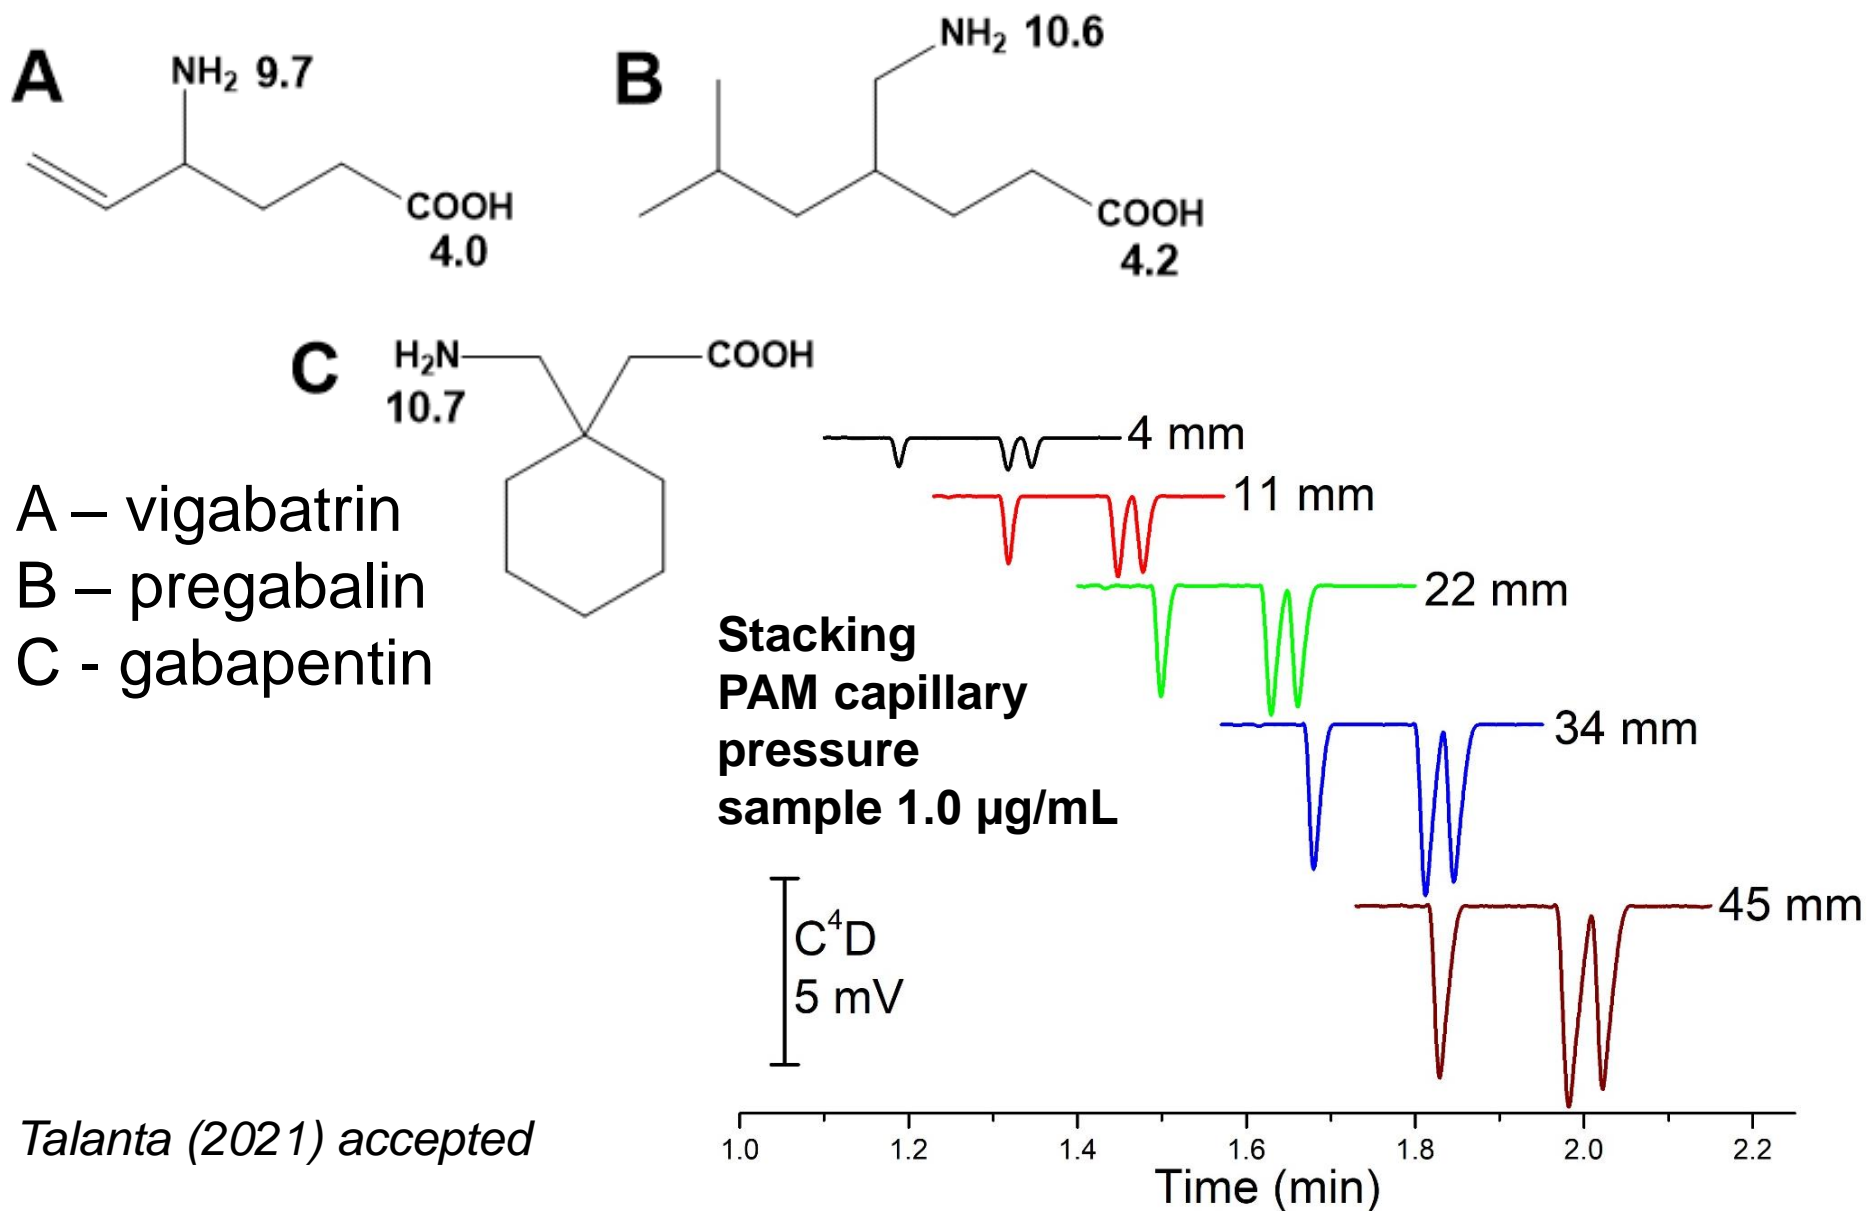 A
NH₂ 9.7
COOH
4.0
B
NH₂ 10.6
COOH
4.2
C
H₂N
10.7
COOH
A – vigabatrin
B – pregabalin
C - gabapentin
4 mm
11 mm
22 mm
34 mm
45 mm
Stacking
PAM capillary
pressure
sample 1.0 µg/mL
C⁴D
5 mV
1.0 1.2 1.4 1.6 1.8 2.0 2.2
Time (min)
Talanta (2021) accepted